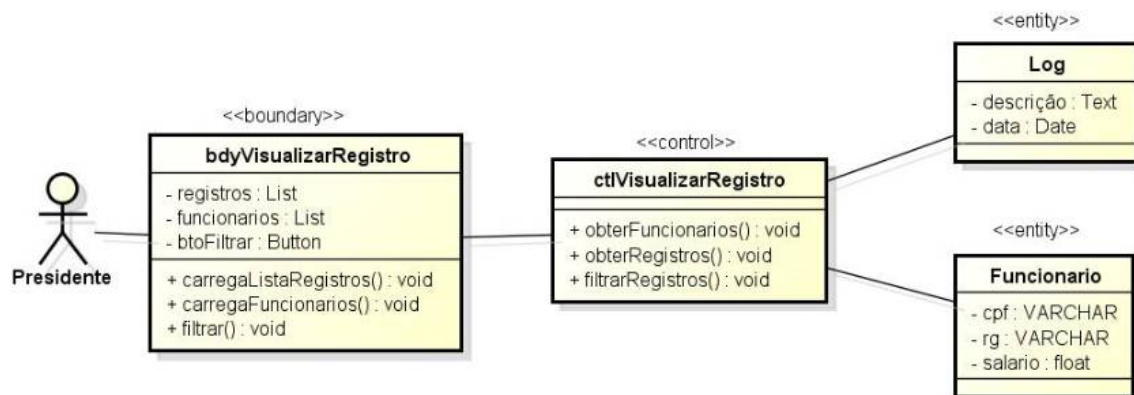 Presidente
<<boundary>>
bdyVisualizarRegistro
- registros : List
- funcionarios : List
- btoFiltrar : Button
+ carregaListaRegistros() : void
+ carregaFuncionarios() : void
+ filtrar() : void
<<control>>
ctlVisualizarRegistro
+ obterFuncionarios() : void
+ obterRegistros() : void
+ filtrarRegistros() : void
<<entity>>
Log
- descrição : Text
- data : Date
<<entity>>
Funcionario
- cpf : VARCHAR
- rg : VARCHAR
- salario : float